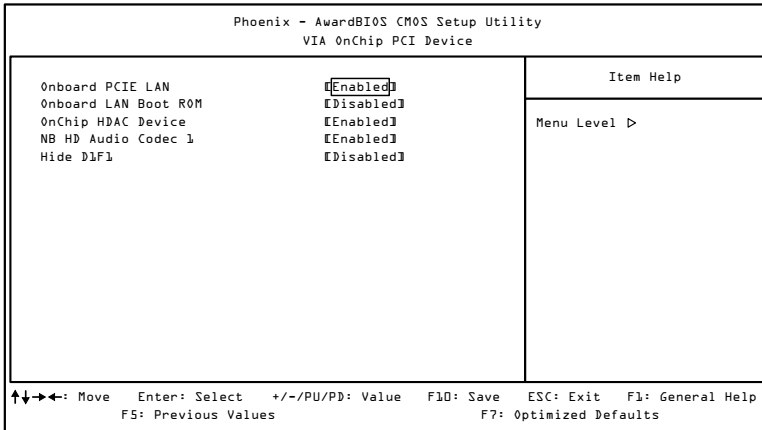 Phoenix - AwardBIOS CMOS Setup Utility
VIA OnChip PCI Device
Onboard PCIE LAN [Enabled]
Onboard LAN Boot ROM [Disabled]
OnChip HDAC Device [Enabled]
NB HD Audio Codec 1 [Enabled]
Hide D1F1 [Disabled]
Item Help
Menu Level ▷
↑↓→←: Move Enter: Select +/-/PU/PD: Value F10: Save ESC: Exit F1: General Help
F5: Previous Values F7: Optimized Defaults